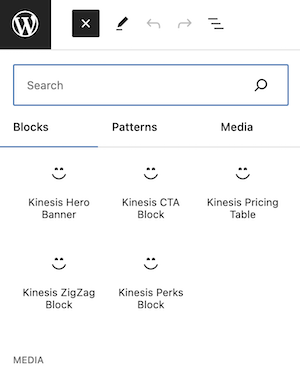 Search
Blocks Patterns Media
Kinesis Hero Banner
Kinesis CTA Block
Kinesis Pricing Table
Kinesis ZigZag Block
Kinesis Perks Block
MEDIA